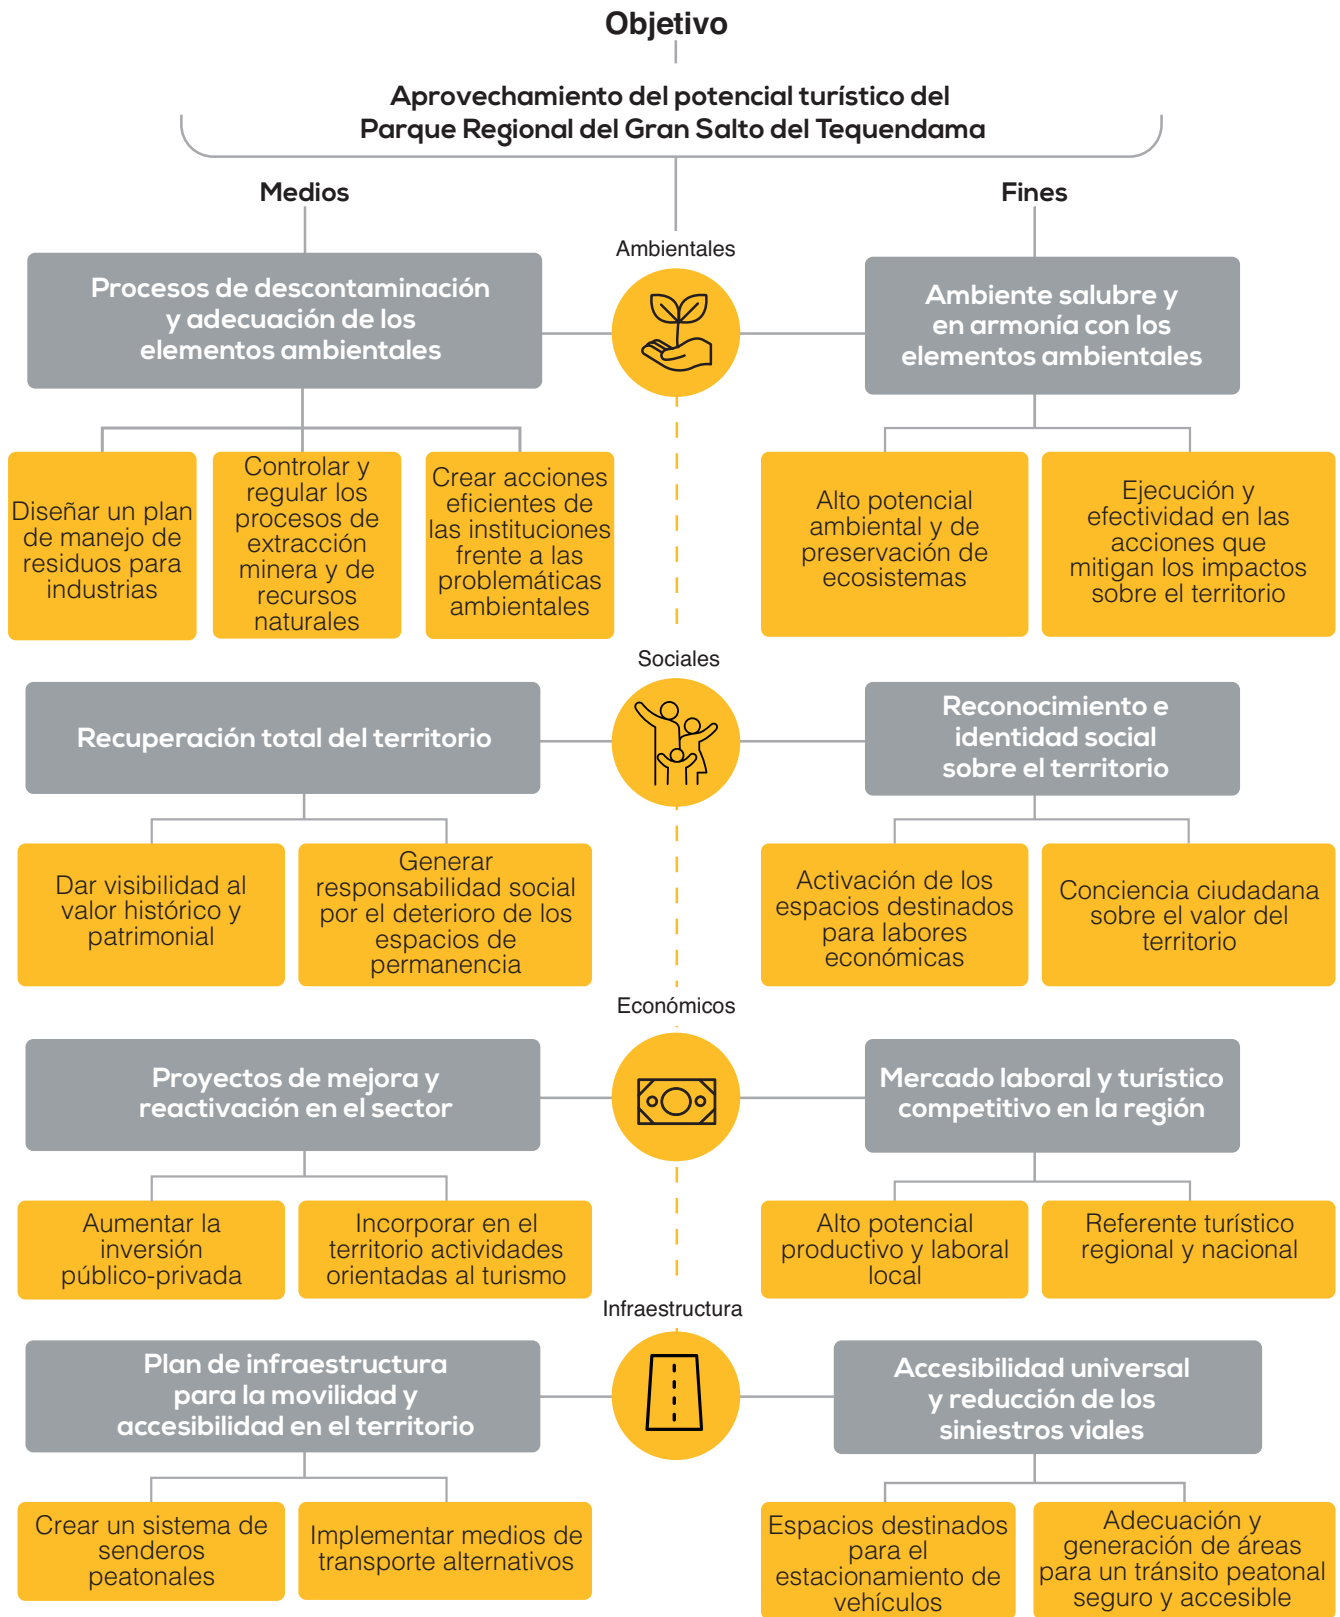 Objetivo
Aprovechamiento del potencial turístico del
Parque Regional del Gran Salto del Tequendama
Medios
Fines
Ambientales
Procesos de descontaminación
y adecuación de los
elementos ambientales
Ambiente salubre y
en armonía con los
elementos ambientales
Diseñar un plan
de manejo de
residuos para
industrias
Controlar y
regular los
procesos de
extracción
minera y de
recursos
naturales
Crear acciones
eficientes de
las instituciones
frente a las
problemáticas
ambientales
Alto potencial
ambiental y de
preservación de
ecosistemas
Ejecución y
efectividad en las
acciones que
mitigan los impactos
sobre el territorio
Sociales
Recuperación total del territorio
Reconocimiento e
identidad social
sobre el territorio
Dar visibilidad al
valor histórico y
patrimonial
Generar
responsabilidad social
por el deterioro de los
espacios de
permanencia
Activación de los
espacios destinados
para labores
económicas
Conciencia ciudadana
sobre el valor del
territorio
Económicos
Proyectos de mejora y
reactivación en el sector
Mercado laboral y turístico
competitivo en la región
Aumentar la
inversión
público-privada
Incorporar en el
territorio actividades
orientadas al turismo
Alto potencial
productivo y laboral
local
Referente turístico
regional y nacional
Infraestructura
Plan de infraestructura
para la movilidad y
accesibilidad en el territorio
Accesibilidad universal
y reducción de los
siniestros viales
Crear un sistema de
senderos
peatonales
Implementar medios de
transporte alternativos
Espacios destinados
para el
estacionamiento de
vehículos
Adecuación y
generación de áreas
para un tránsito peatonal
seguro y accesible